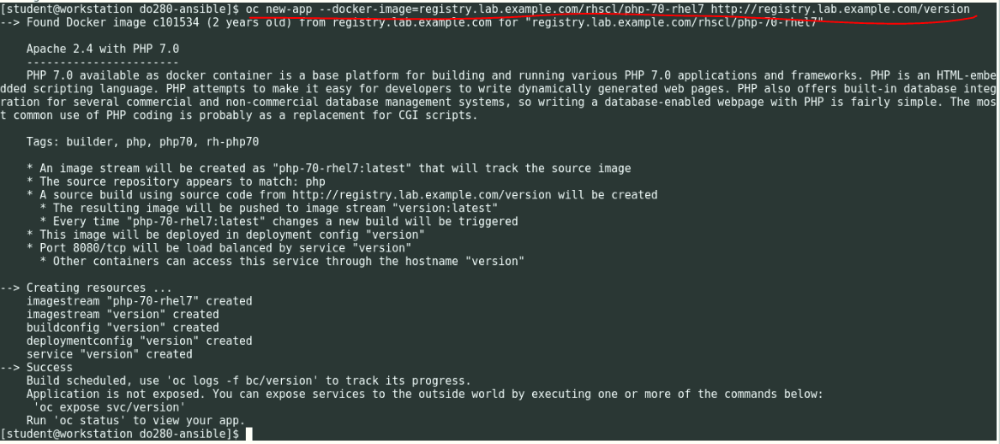 [student@workstation do280-ansible]$ oc new-app --docker-image=registry.lab.example.com/rhscl/php-70-rhel7 http://registry.lab.example.com/version
--> Found Docker image c101534 (2 years old) from registry.lab.example.com for "registry.lab.example.com/rhscl/php-70-rhel7"
Apache 2.4 with PHP 7.0
-----------------------
PHP 7.0 available as docker container is a base platform for building and running various PHP 7.0 applications and frameworks. PHP is an HTML-embe
dded scripting language. PHP attempts to make it easy for developers to write dynamically generated web pages. PHP also offers built-in database integ
ration for several commercial and non-commercial database management systems, so writing a database-enabled webpage with PHP is fairly simple. The mos
t common use of PHP coding is probably as a replacement for CGI scripts.
Tags: builder, php, php70, rh-php70
* An image stream will be created as "php-70-rhel7:latest" that will track the source image
* The source repository appears to match: php
* A source build using source code from http://registry.lab.example.com/version will be created
* The resulting image will be pushed to image stream "version:latest"
* Every time "php-70-rhel7:latest" changes a new build will be triggered
* This image will be deployed in deployment config "version"
* Port 8080/tcp will be load balanced by service "version"
* Other containers can access this service through the hostname "version"
--> Creating resources ...
imagestream "php-70-rhel7" created
imagestream "version" created
buildconfig "version" created
deploymentconfig "version" created
service "version" created
--> Success
Build scheduled, use 'oc logs -f bc/version' to track its progress.
Application is not exposed. You can expose services to the outside world by executing one or more of the commands below:
'oc expose svc/version'
Run 'oc status' to view your app.
[student@workstation do280-ansible]$